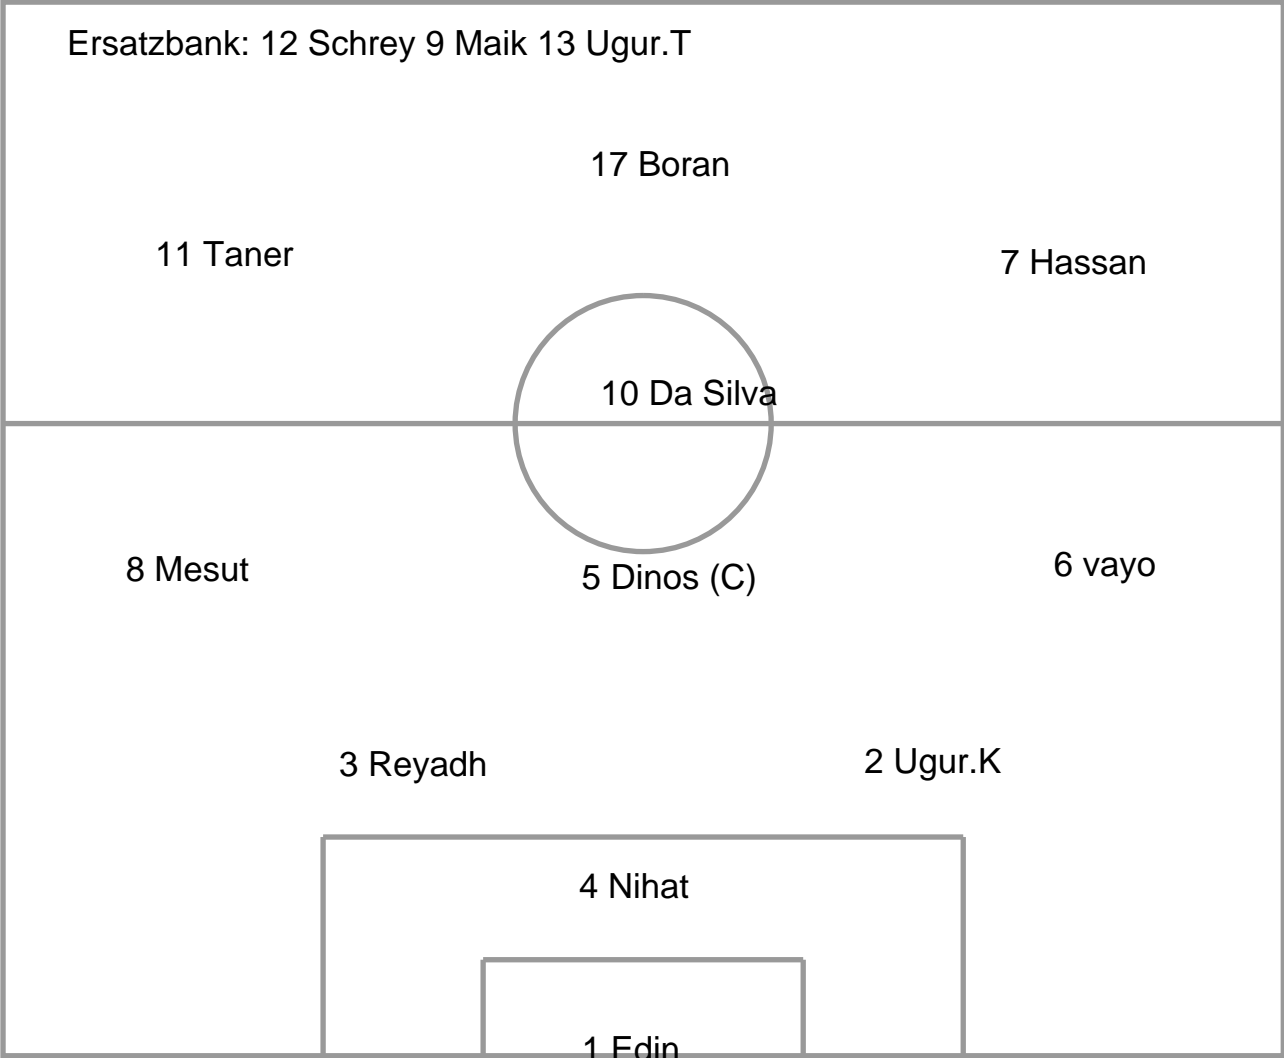 Ersatzbank: 12 Schrey 9 Maik 13 Ugur.T
17 Boran
11 Taner
7 Hassan
10 Da Silva
8 Mesut
5 Dinos (C)
6 vayo
3 Reyadh
2 Ugur.K
4 Nihat
1 Edin